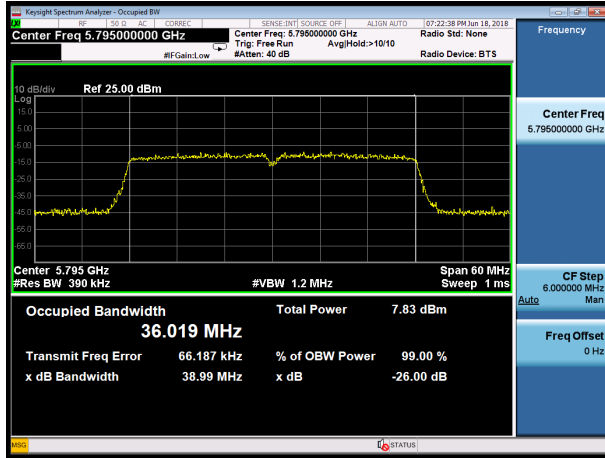 Keysight Spectrum Analyzer - Occupied BW
RF 50 Ω AC CORREC SENSE:INT SOURCE OFF ALIGN AUTO 07:22:38 PM Jun 18, 2018
Center Freq 5.795000000 GHz
Center Freq: 5.795000000 GHz Radio Std: None
Trig: Free Run Avg|Hold:>10/10
#IFGain:Low #Atten: 40 dB Radio Device: BTS
10 dB/div Ref 25.00 dBm
Log
15.0
5.00
-5.00
-15.0
-25.0
-35.0
-45.0
-55.0
-65.0
Center 5.795 GHz Span 60 MHz
#Res BW 390 kHz #VBW 1.2 MHz Sweep 1 ms
Occupied Bandwidth Total Power 7.83 dBm
36.019 MHz
Transmit Freq Error 66.187 kHz % of OBW Power 99.00 %
x dB Bandwidth 38.99 MHz x dB -26.00 dB
MSG STATUS
Frequency
Center Freq
5.795000000 GHz
CF Step
6.000000 MHz
Auto Man
Freq Offset
0 Hz